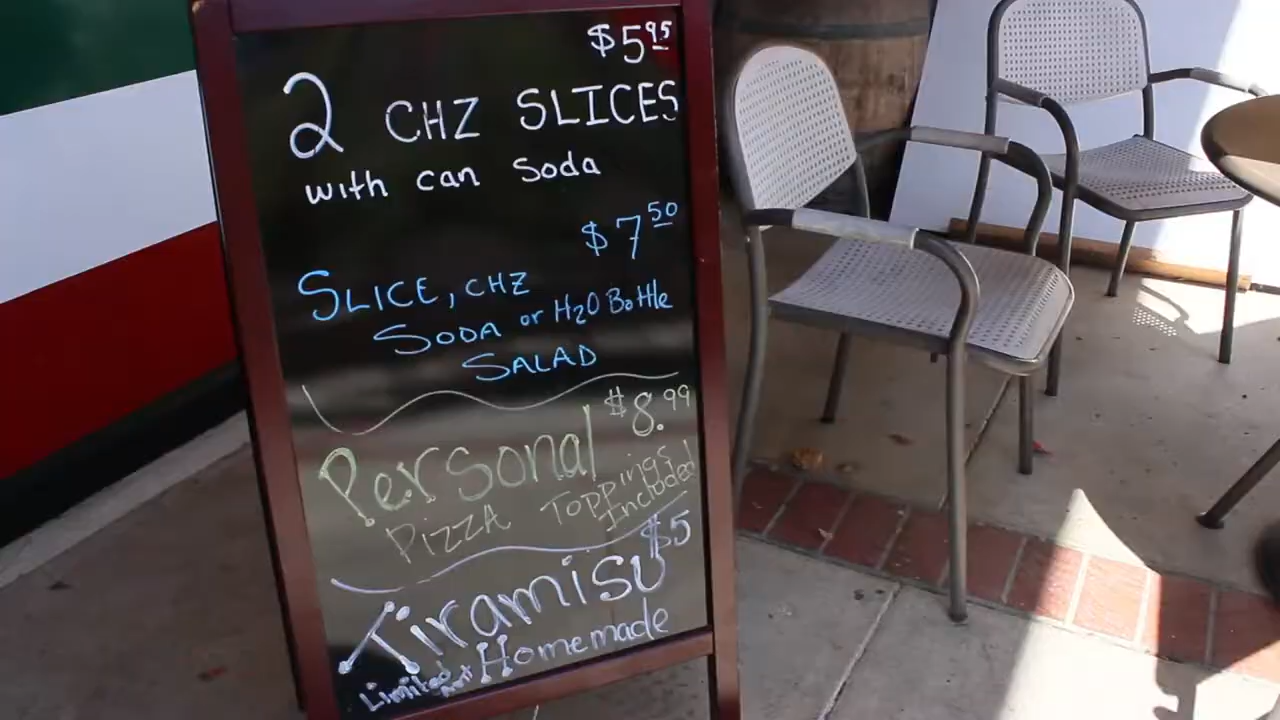 $5.95
2 CHZ SLICES
with can Soda
$7.50
SLICE, CHZ
SODA or H2O Bottle
SALAD
$8.99
Personal
PIZZA Toppings
Included
$5
Tiramisu
Homemade
Limited